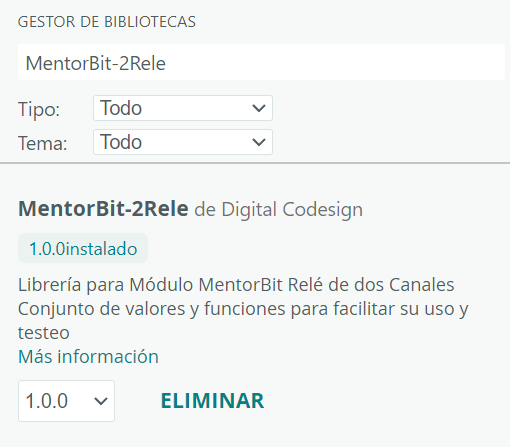 GESTOR DE BIBLIOTECAS
MentorBit-2Rele
Tipo: Todo
Tema: Todo
MentorBit-2Rele de Digital Codesign
1.0.0instalado
Librería para Módulo MentorBit Relé de dos Canales
Conjunto de valores y funciones para facilitar su uso y
testeo
Más información
1.0.0 ELIMINAR